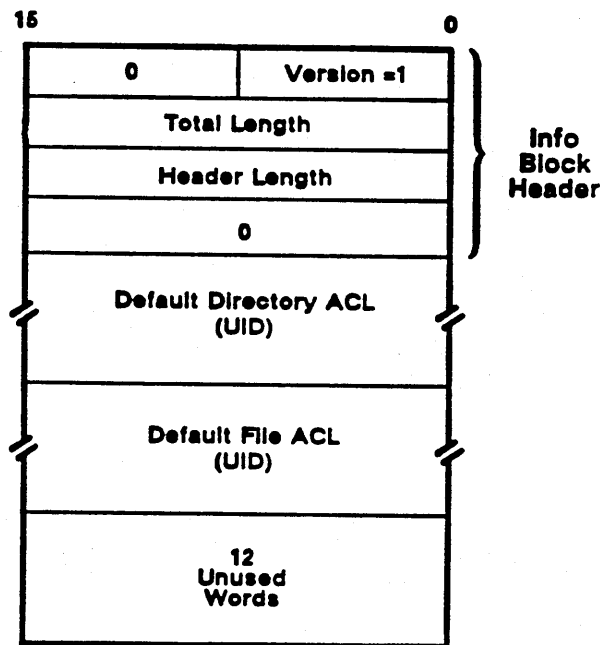 15 0
0 Version =1
Total Length
Header Length
0
Info
Block
Header
Default Directory ACL
(UID)
Default File ACL
(UID)
12
Unused
Words